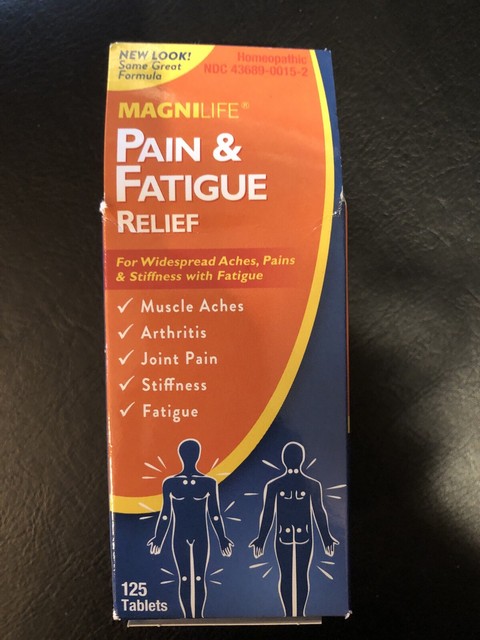 NEW LOOK!
Same Great
Formula
Homeopathic
NDC 43689-0015-2
MAGNILIFE®
PAIN &
FATIGUE
RELIEF
For Widespread Aches, Pains
& Stiffness with Fatigue
✓ Muscle Aches
✓ Arthritis
✓ Joint Pain
✓ Stiffness
✓ Fatigue
125
Tablets